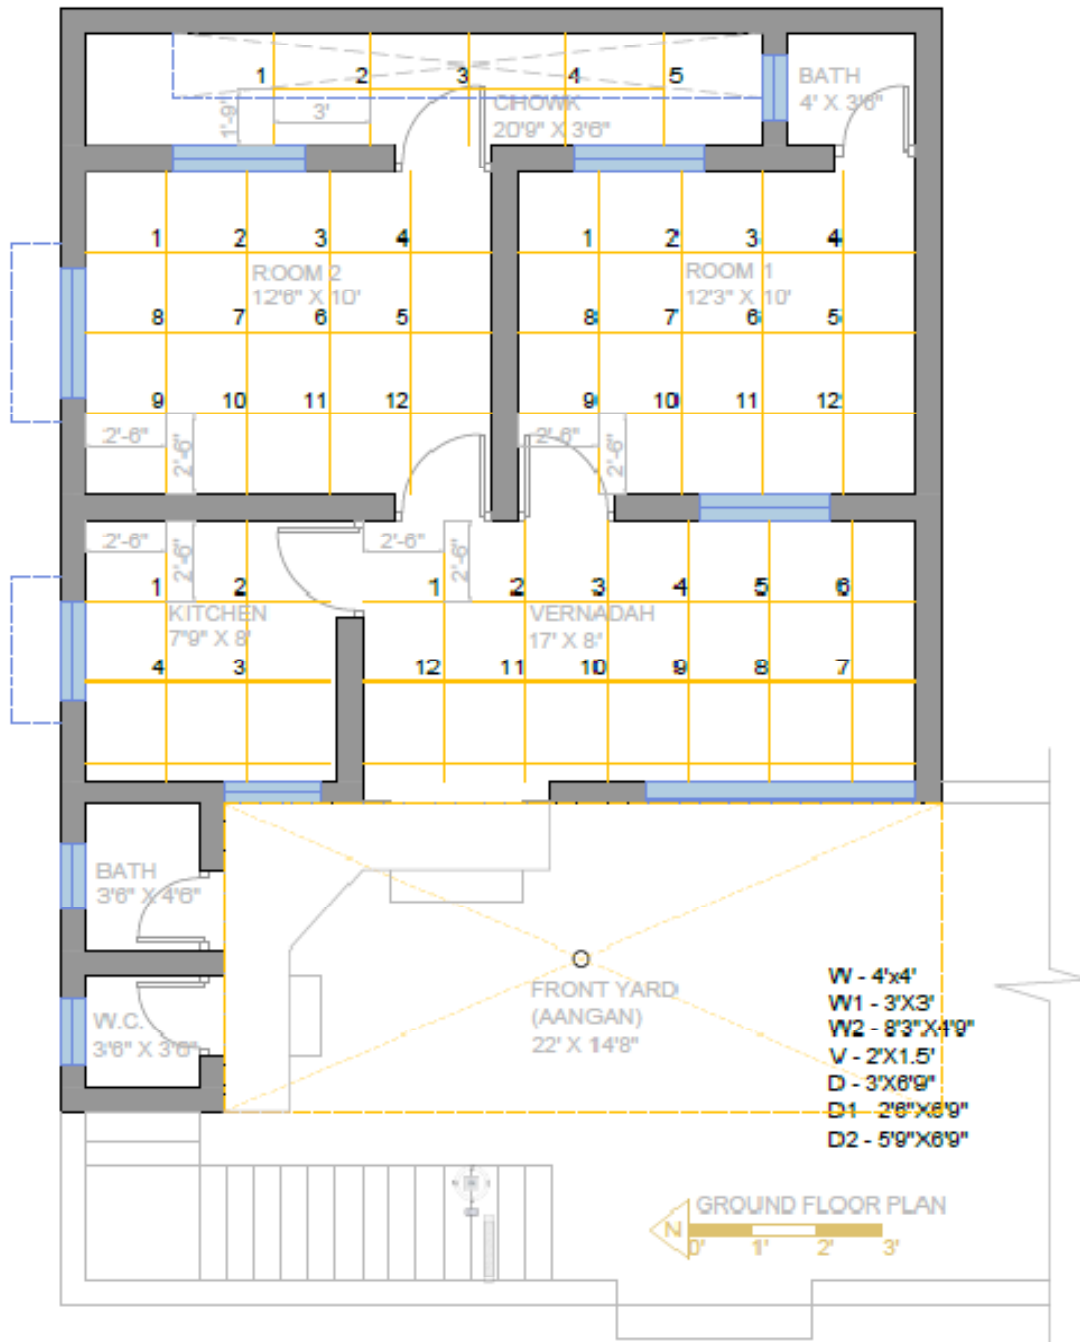 1 2 3 4 5
BATH
4' X 3'6"
1'-9"
3'
CHOWK
20'9" X 3'6"
1 2 3 4
1 2 3 4
ROOM 2
12'6" X 10'
ROOM 1
12'3" X 10'
8 7 6 5
8 7 6 5
9 10 11 12
9 10 11 12
2'-6"
2'-6"
2'-6"
2'-6"
2'-6"
2'-6"
2'-6"
2'-6"
1 2
1 2 3 4 5 6
KITCHEN
7'9" X 8'
VERNADAH
17' X 8'
4 3
12 11 10 9 8 7
BATH
3'6" X 4'6"
FRONT YARD
(AANGAN)
22' X 14'8"
W.C.
3'6" X 3'6"
W - 4'x4'
W1 - 3'X3'
W2 - 8'3"X4'9"
V - 2'X1.5'
D - 3'X6'9"
D1 - 2'6"X6'9"
D2 - 5'9"X6'9"
GROUND FLOOR PLAN
N
0' 1' 2' 3'